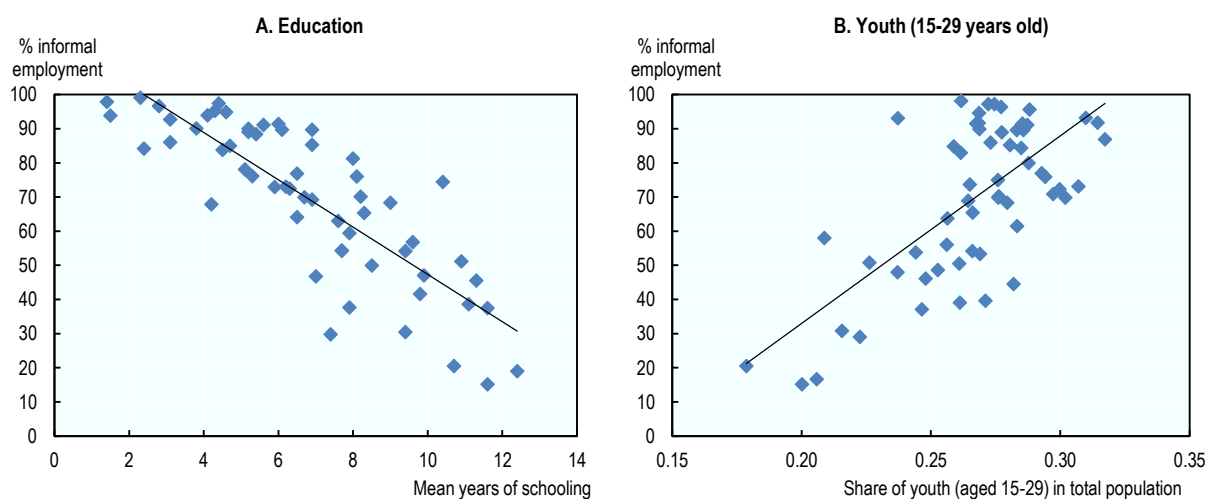 A. Education
% informal
employment
100
90
80
70
60
50
40
30
20
10
0
0 2 4 6 8 10 12 14
Mean years of schooling
B. Youth (15-29 years old)
% informal
employment
100
90
80
70
60
50
40
30
20
10
0
0.15 0.20 0.25 0.30 0.35
Share of youth (aged 15-29) in total population